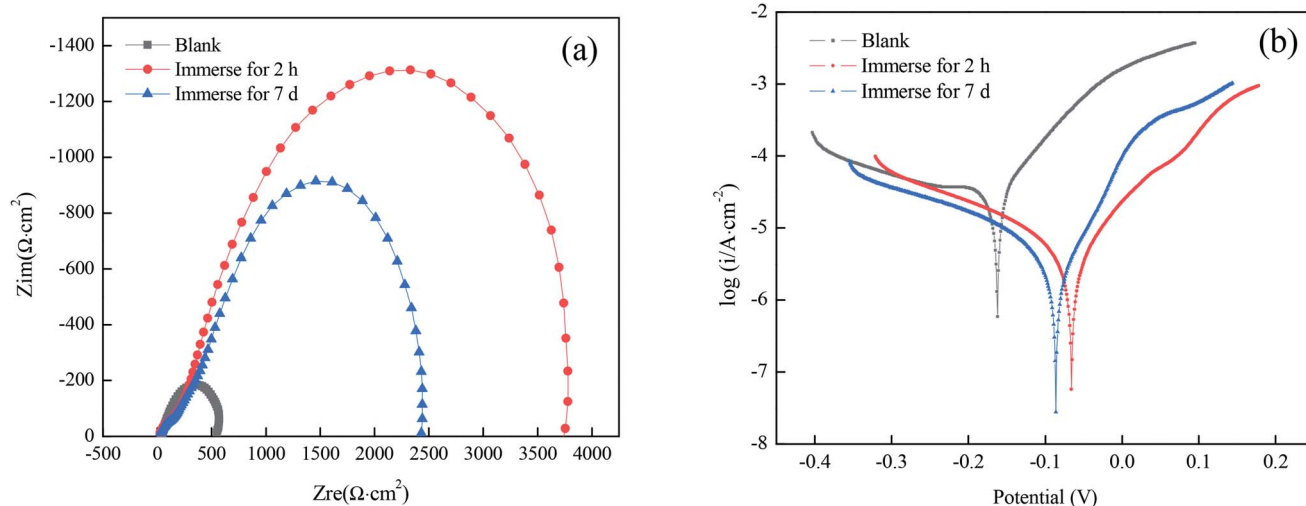 (a)
Blank
Immerse for 2 h
Immerse for 7 d
Zim(Ω·cm²)
-1400
-1200
-1000
-800
-600
-400
-200
0
-500 0 500 1000 1500 2000 2500 3000 3500 4000
Zre(Ω·cm²)
(b)
Blank
Immerse for 2 h
Immerse for 7 d
log (i/A·cm⁻²)
-2
-3
-4
-5
-6
-7
-8
-0.4 -0.3 -0.2 -0.1 0.0 0.1 0.2
Potential (V)